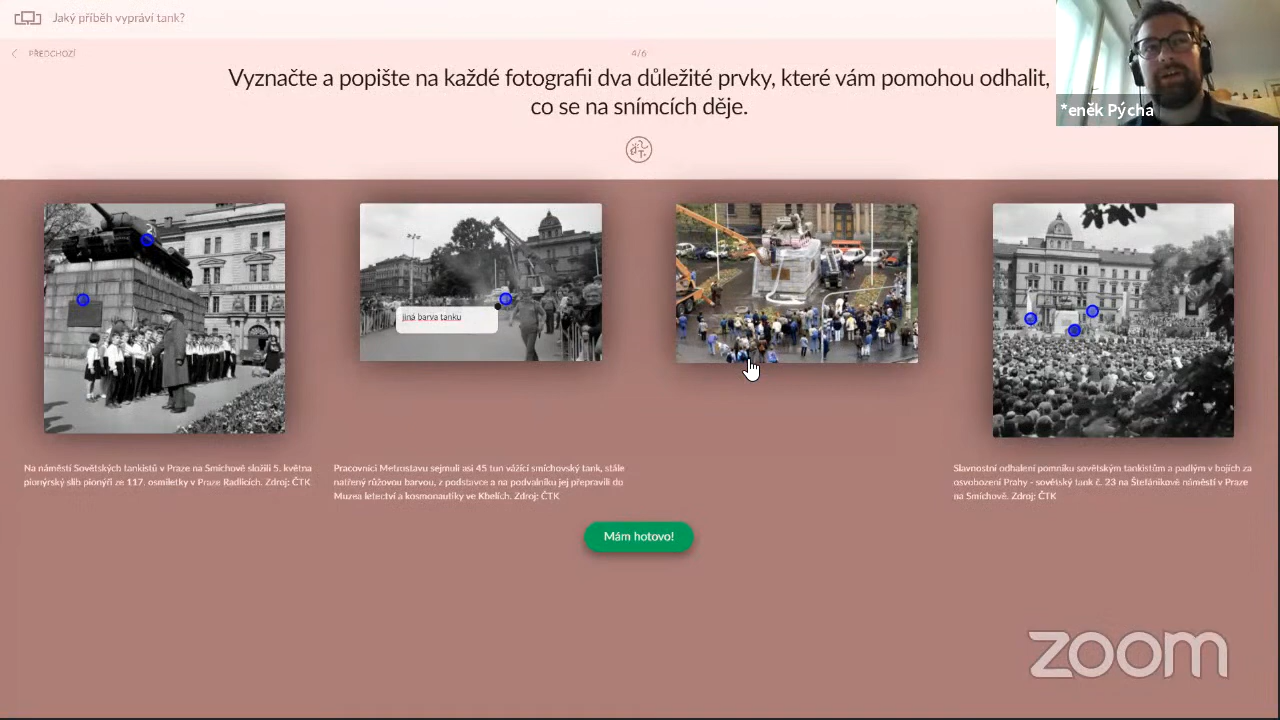 Jaký příběh vypráví tank?
PŘEDCHOZÍ
4/6
Vyznačte a popište na každé fotografii dva důležité prvky, které vám pomohou odhalit,
co se na snímcích děje.
*eněk Pýcha
2
jiná barva tanku
Na náměstí Sovětských tankistů v Praze na Smíchově složili 5. května
pionýrský slib pionýři ze 117. osmiletky v Praze Radlicích. Zdroj: ČTK
Pracovníci Metrostavu sejmuli asi 45 tun vážící smíchovský tank, stále
natřený růžovou barvou, z podstavce a na podvalníku jej přepravili do
Muzea letectví a kosmonautiky ve Kbelích. Zdroj: ČTK
Slavnostní odhalení pomníku sovětským tankistům a padlým v bojích za
osvobození Prahy - sovětský tank č. 23 na Štefánikově náměstí v Praze
na Smíchově. Zdroj: ČTK
Mám hotovo!
zoom